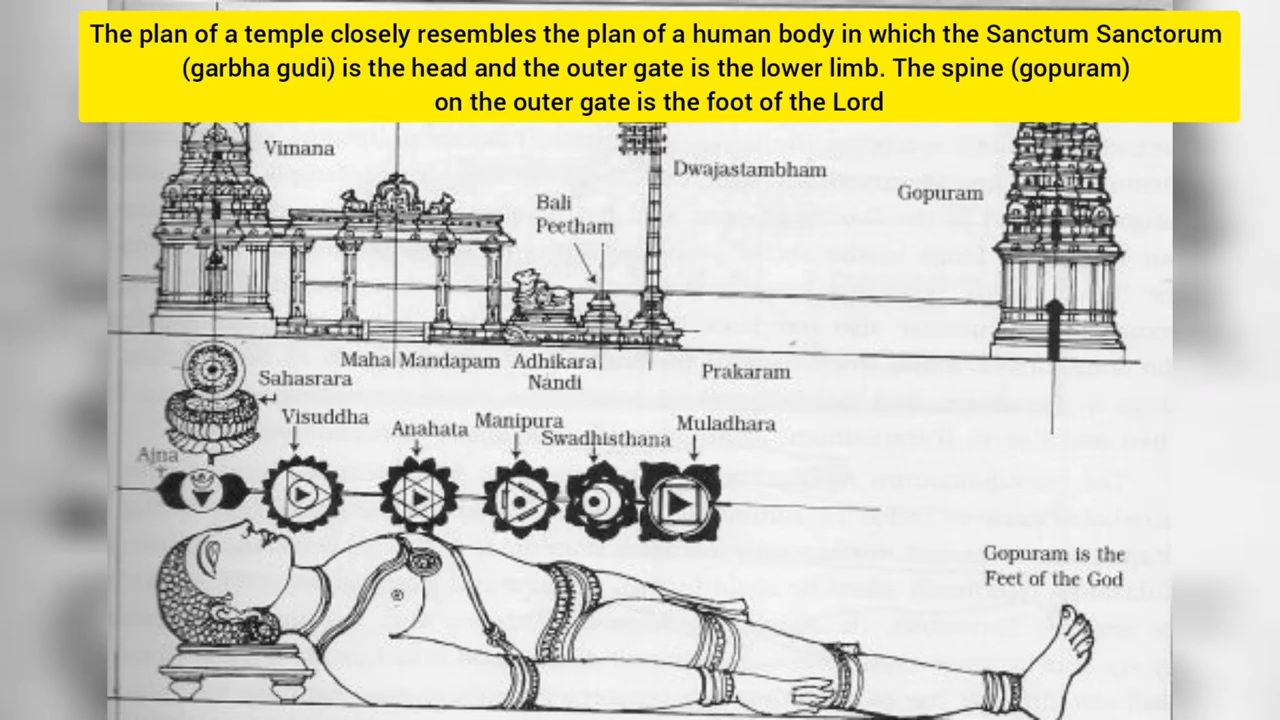 The plan of a temple closely resembles the plan of a human body in which the Sanctum Sanctorum
(garbha gudi) is the head and the outer gate is the lower limb. The spine (gopuram)
on the outer gate is the foot of the Lord
Vimana
Dwajastambham
Gopuram
Bali
Peetham
Maha Mandapam
Adhikara
Nandi
Prakaram
Sahasrara
Visuddha
Anahata
Manipura
Swadhisthana
Muladhara
Ajna
Gopuram is the
Feet of the God